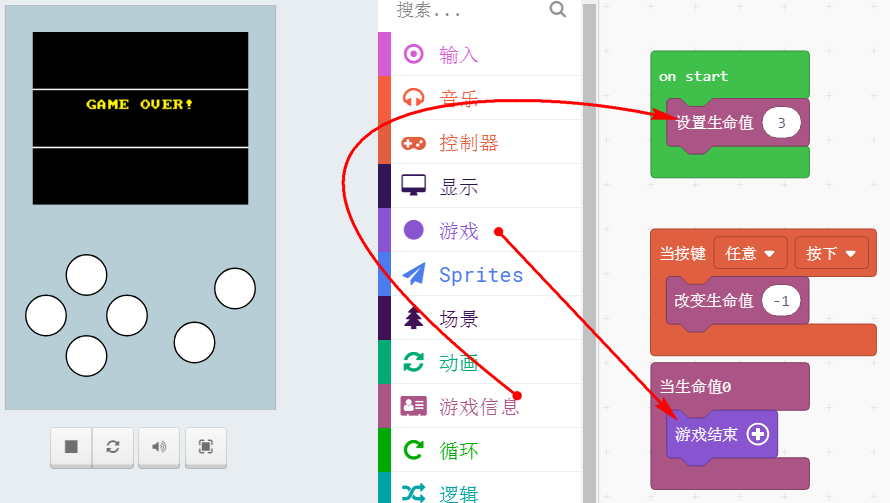 GAME OVER!
搜索...
输入
音乐
控制器
显示
游戏
Sprites
场景
动画
游戏信息
循环
逻辑
on start
设置生命值 3
当按键 任意 按下
改变生命值 -1
当生命值0
游戏结束